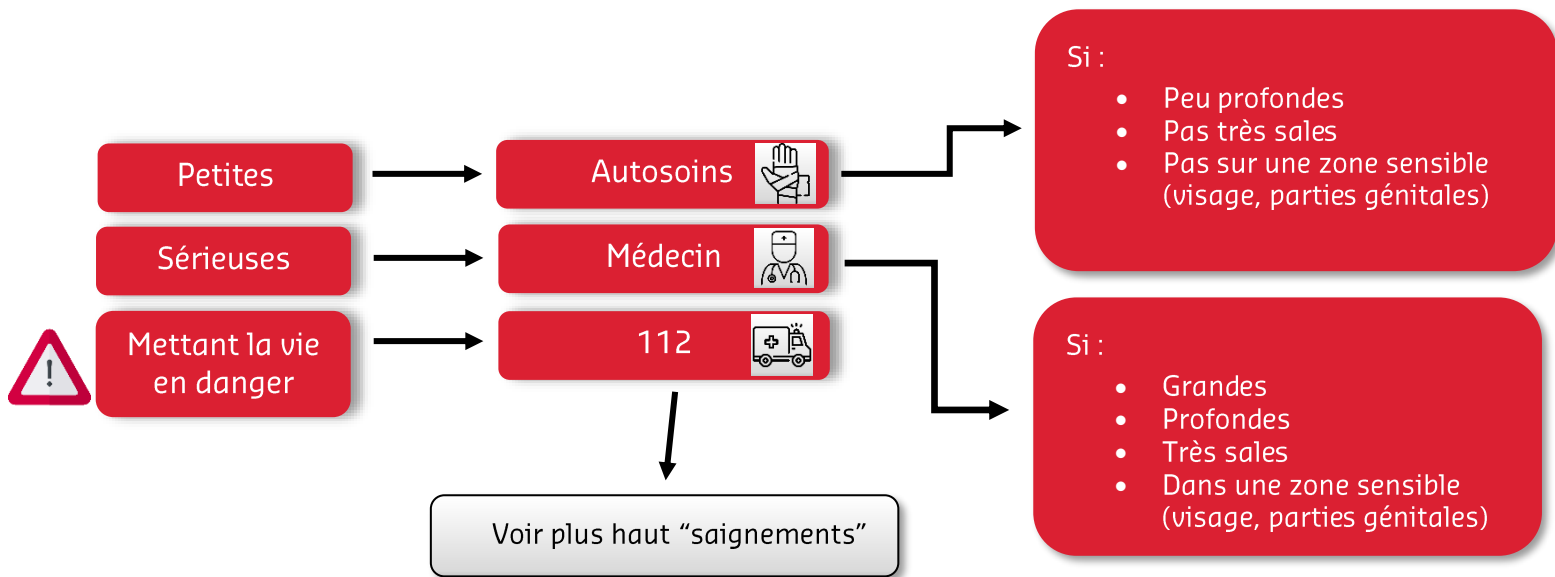 Petites
Autosoins
Si :
• Peu profondes
• Pas très sales
• Pas sur une zone sensible
(visage, parties génitales)
Sérieuses
Médecin
Mettant la vie
en danger
!
112
Si :
• Grandes
• Profondes
• Très sales
• Dans une zone sensible
(visage, parties génitales)
Voir plus haut “saignements”